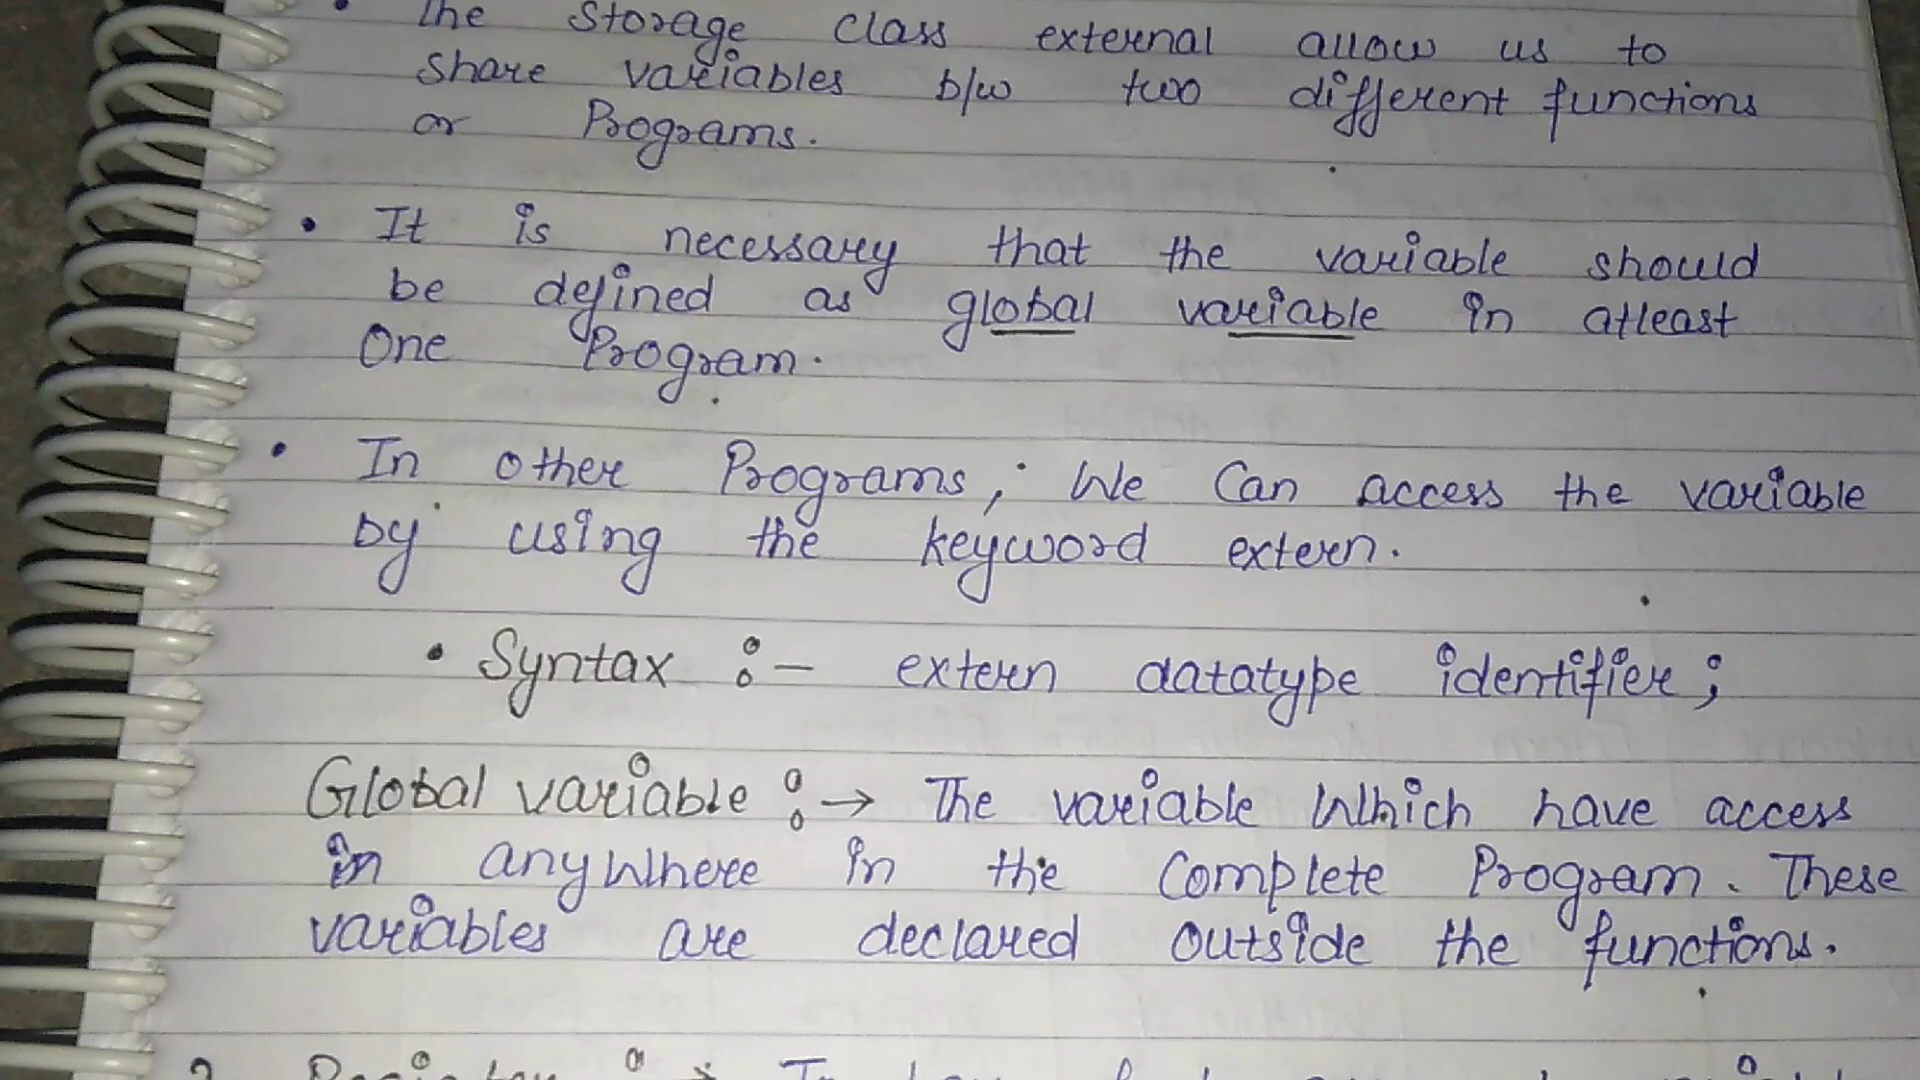 • The Storage Class external allow us to
share variables b/w two different functions
or Programs.
• It is necessary that the variable should
be defined as global variable in atleast
One Program.
• In other Programs, We Can access the variable
by using the keyword extern.
• Syntax :- extern datatype identifier ;
Global variable :→ The variable Which have access
in anyWhere in the Complete Program. These
variables are declared outside the functions.